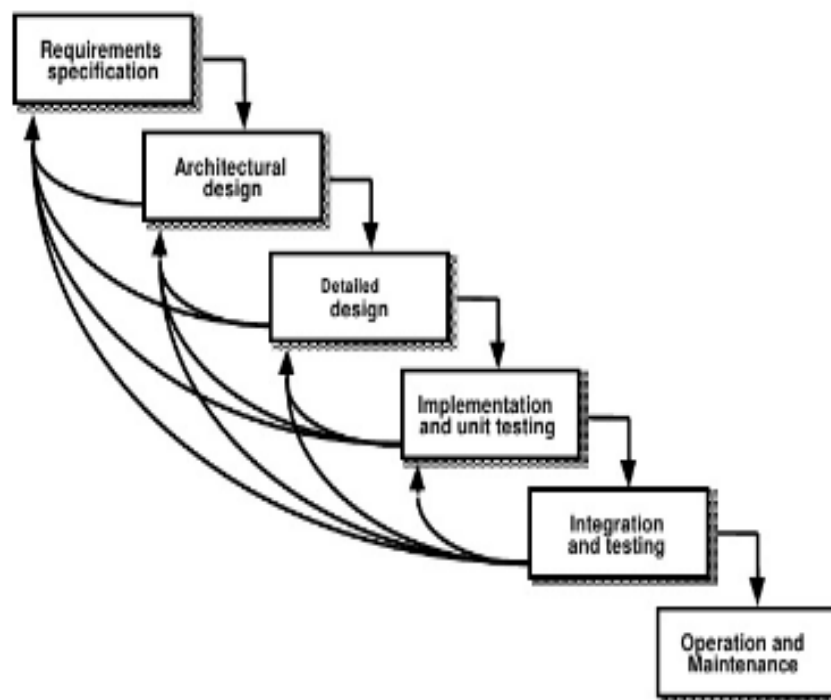 Requirements
specification
Architectural
design
Detailed
design
Implementation
and unit testing
Integration
and testing
Operation and
Maintenance